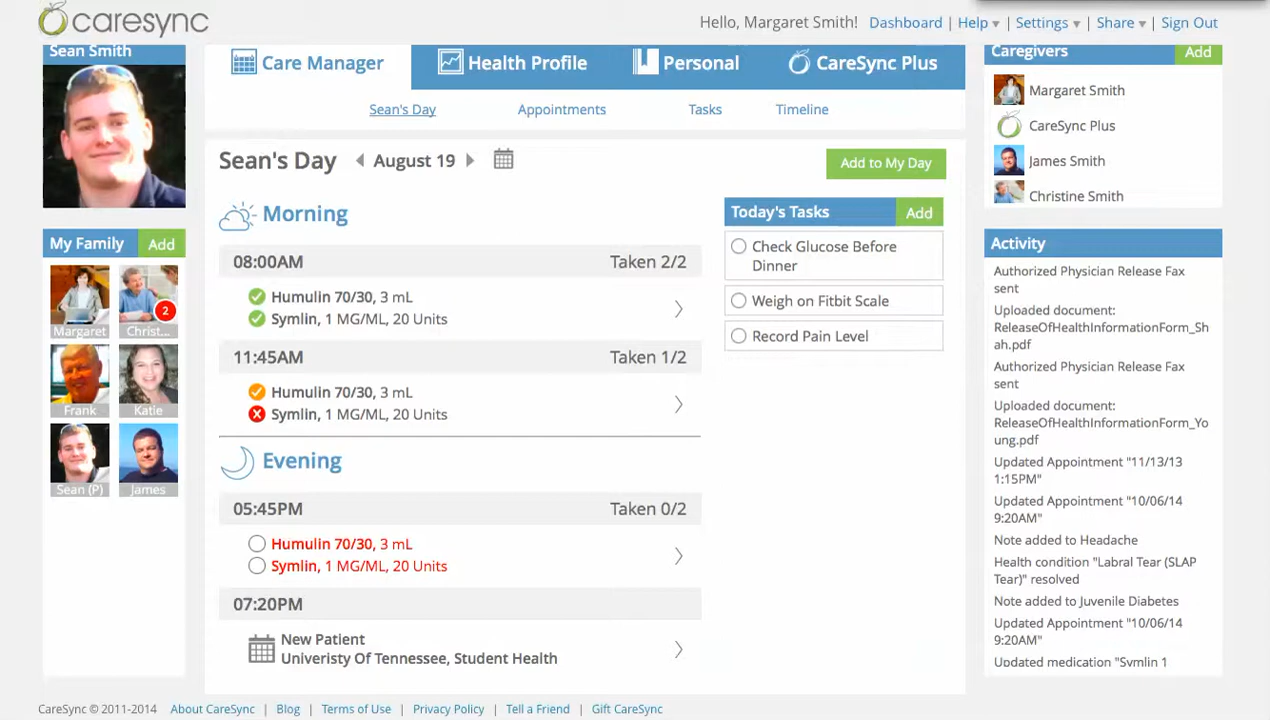 caresync
Hello, Margaret Smith! Dashboard | Help | Settings | Share | Sign Out
Sean Smith
My Family Add
Margaret Christ... 2
Frank Katie
Sean (P) James
Care Manager Health Profile Personal CareSync Plus
Sean's Day Appointments Tasks Timeline
Sean's Day August 19
Add to My Day
Morning
08:00AM Taken 2/2
Humulin 70/30, 3 mL
Symlin, 1 MG/ML, 20 Units
11:45AM Taken 1/2
Humulin 70/30, 3 mL
Symlin, 1 MG/ML, 20 Units
Evening
05:45PM Taken 0/2
Humulin 70/30, 3 mL
Symlin, 1 MG/ML, 20 Units
07:20PM
New Patient
Univeristy Of Tennessee, Student Health
Today's Tasks Add
Check Glucose Before
Dinner
Weigh on Fitbit Scale
Record Pain Level
Caregivers Add
Margaret Smith
CareSync Plus
James Smith
Christine Smith
Activity
Authorized Physician Release Fax
sent
Uploaded document:
ReleaseOfHealthInformationForm_Sh
ah.pdf
Authorized Physician Release Fax
sent
Uploaded document:
ReleaseOfHealthInformationForm_Yo
ung.pdf
Updated Appointment "11/13/13
1:15PM"
Updated Appointment "10/06/14
9:20AM"
Note added to Headache
Health condition "Labral Tear (SLAP
Tear)" resolved
Note added to Juvenile Diabetes
Updated Appointment "10/06/14
9:20AM"
Updated medication "Symlin 1
CareSync © 2011-2014 About CareSync | Blog | Terms of Use | Privacy Policy | Tell a Friend | Gift CareSync